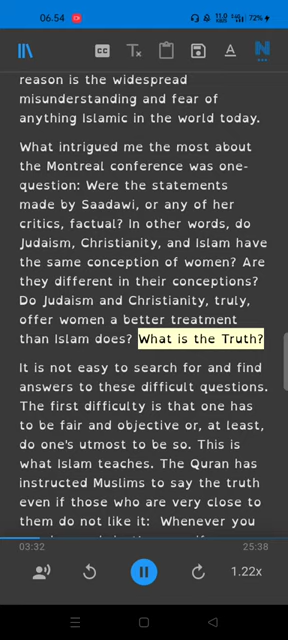 06.54
11.0
72%
CC
reason is the widespread
misunderstanding and fear of
anything Islamic in the world today.
What intrigued me the most about
the Montreal conference was one-
question: Were the statements
made by Saadawi, or any of her
critics, factual? In other words, do
Judaism, Christianity, and Islam have
the same conception of women? Are
they different in their conceptions?
Do Judaism and Christianity, truly,
offer women a better treatment
than Islam does? What is the Truth?
It is not easy to search for and find
answers to these difficult questions.
The first difficulty is that one has
to be fair and objective or, at least,
do one's utmost to be so. This is
what Islam teaches. The Quran has
instructed Muslims to say the truth
even if those who are very close to
them do not like it: Whenever you
03:32
25:38
1.22x